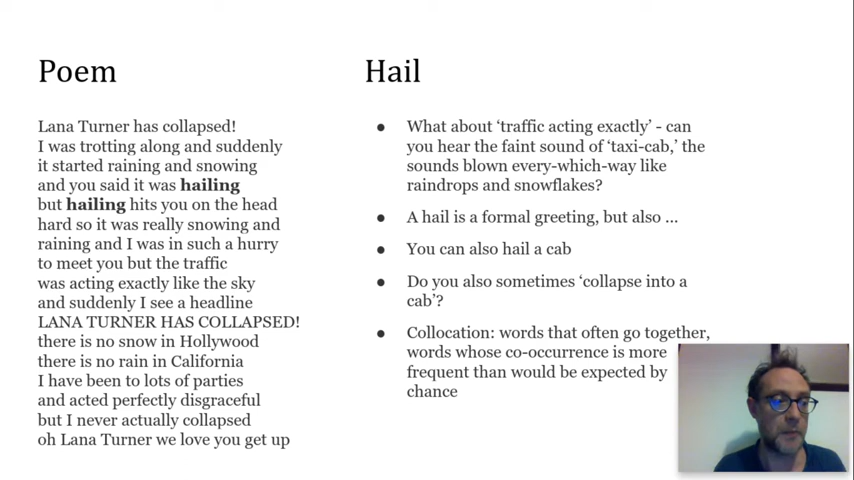 Poem
Lana Turner has collapsed!
I was trotting along and suddenly
it started raining and snowing
and you said it was hailing
but hailing hits you on the head
hard so it was really snowing and
raining and I was in such a hurry
to meet you but the traffic
was acting exactly like the sky
and suddenly I see a headline
LANA TURNER HAS COLLAPSED!
there is no snow in Hollywood
there is no rain in California
I have been to lots of parties
and acted perfectly disgraceful
but I never actually collapsed
oh Lana Turner we love you get up
Hail
● What about ‘traffic acting exactly’ - can
you hear the faint sound of ‘taxi-cab,’ the
sounds blown every-which-way like
raindrops and snowflakes?
● A hail is a formal greeting, but also ...
● You can also hail a cab
● Do you also sometimes ‘collapse into a
cab’?
● Collocation: words that often go together,
words whose co-occurrence is more
frequent than would be expected by
chance